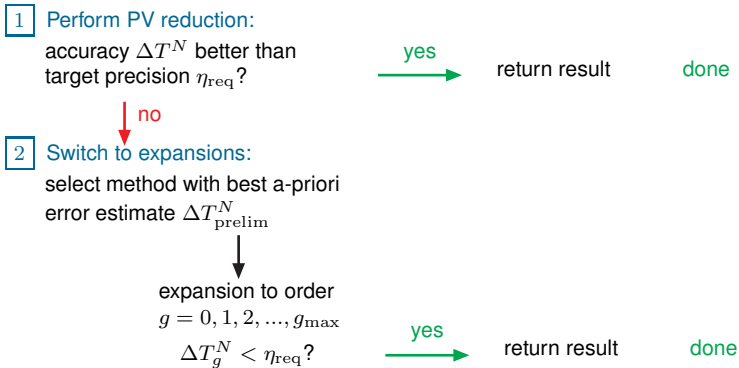 1 Perform PV reduction:
accuracy ΔT^N better than
target precision η_req?
yes
return result
done
no
2 Switch to expansions:
select method with best a-priori
error estimate ΔT^N_prelim
expansion to order
g = 0, 1, 2, ..., g_max
ΔT^N_g < η_req?
yes
return result
done